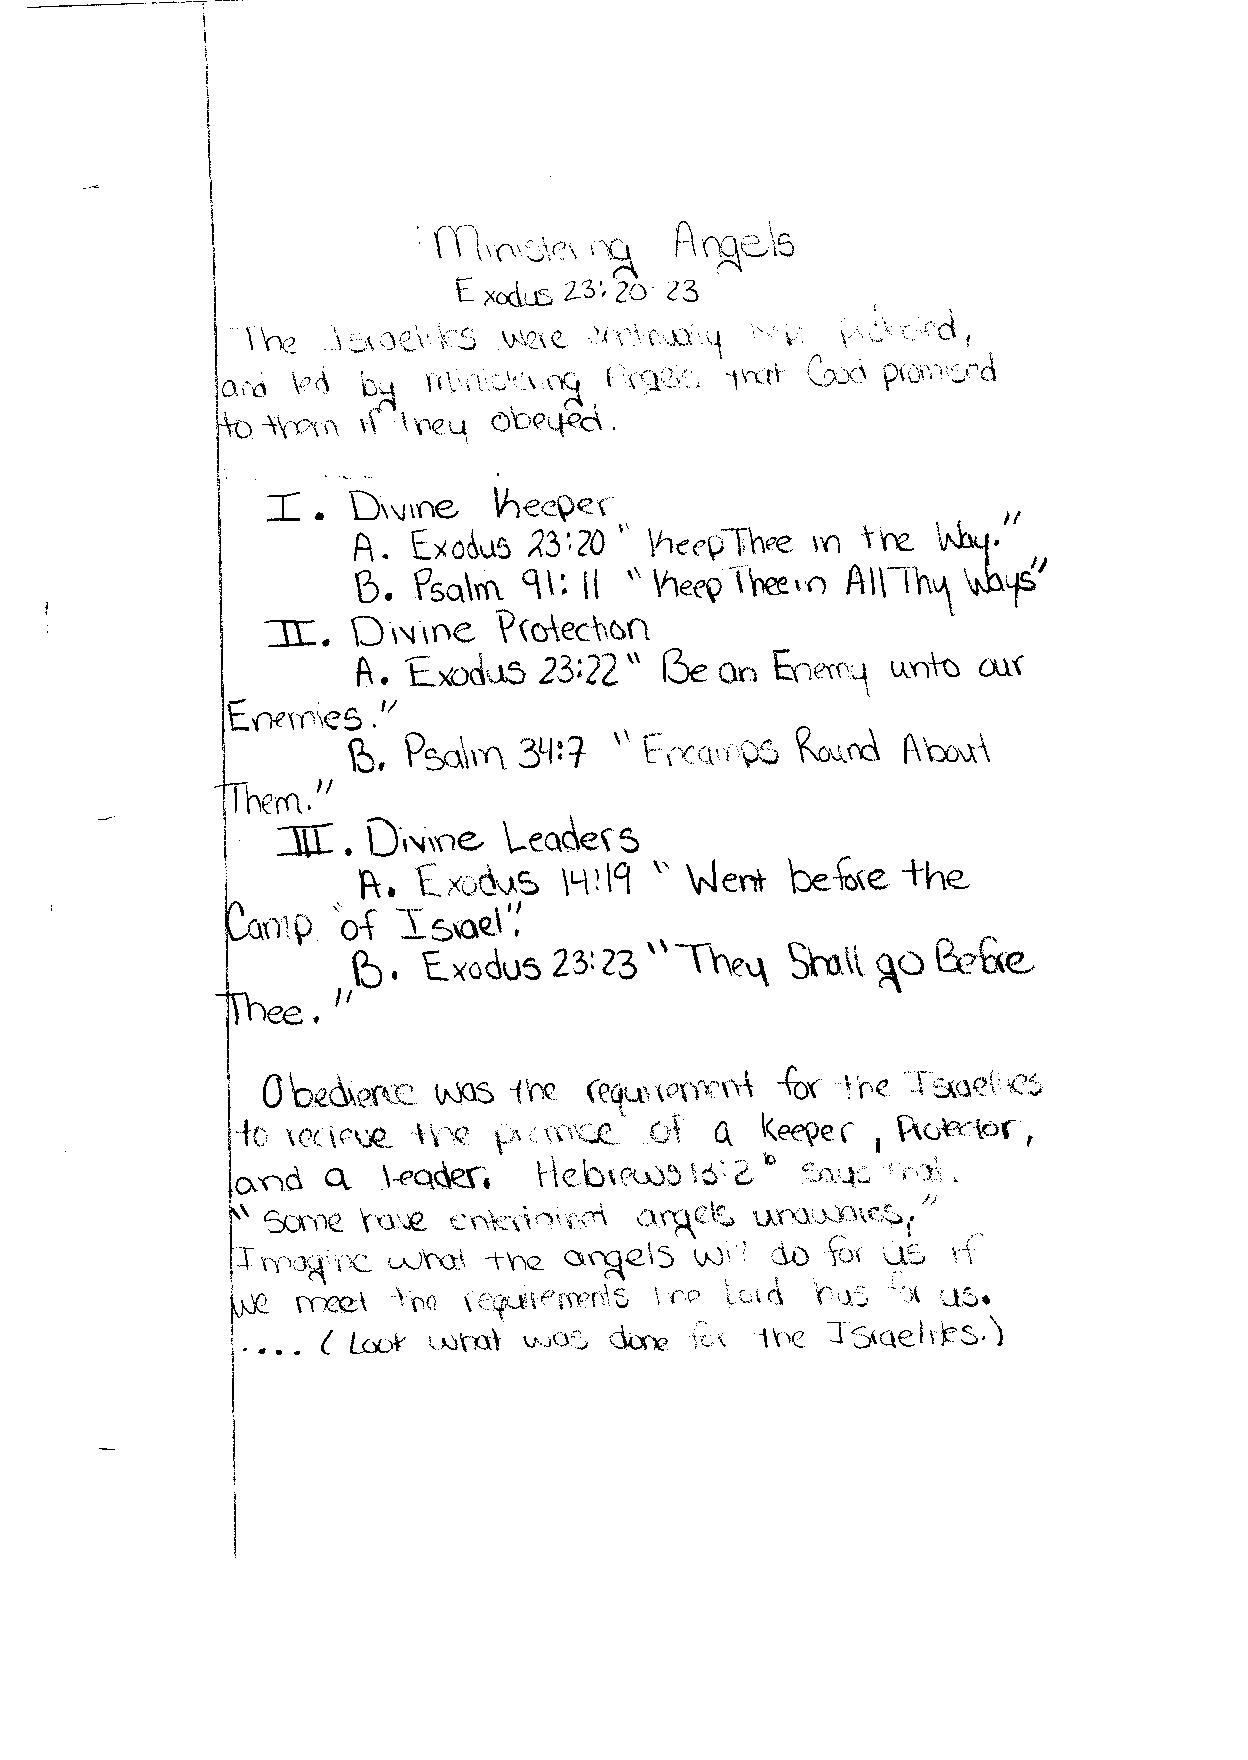 Ministering Angels
Exodus 23:20-23
The Israelites were
and led by ministering Angels that God promised
to them if they obeyed.
I. Divine Keeper
A. Exodus 23:20 "Keep Thee in the Way."
B. Psalm 91:11 "Keep Thee in All Thy Ways"
II. Divine Protection
A. Exodus 23:22 "Be an Enemy unto our
Enemies."
B. Psalm 34:7 "Encamps Round About
Them."
III. Divine Leaders
A. Exodus 14:19 "Went before the
Camp of Israel".
B. Exodus 23:23 "They Shall go Before
Thee."
Obedience was the requirement for the Israelites
to recieve the promice of a Keeper, Protector,
and a Leader. Hebrews 13:2 says that.
"some have entertained angels unawares."
Imagine what the angels will do for us if
we meet the requirements the Lord has for us.
.... (Look what was done for the Israelites.)